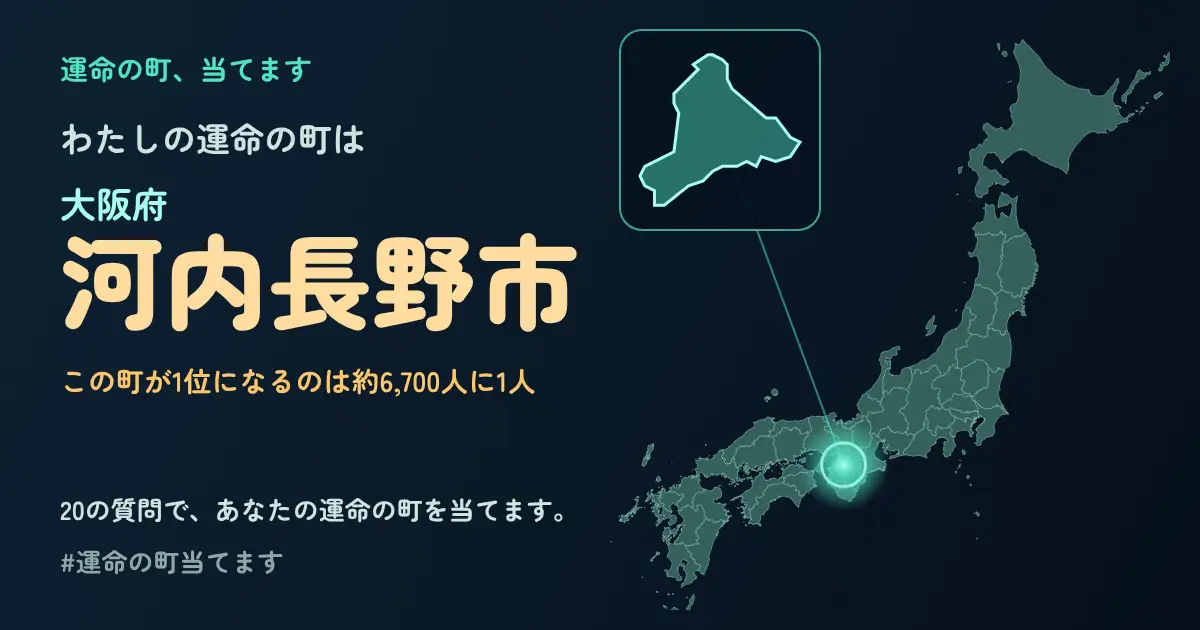 運命の町、当てます
わたしの運命の町は
大阪府
河内長野市
この町が1位になるのは約6,700人に1人
20の質問で、あなたの運命の町を当てます。
#運命の町当てます